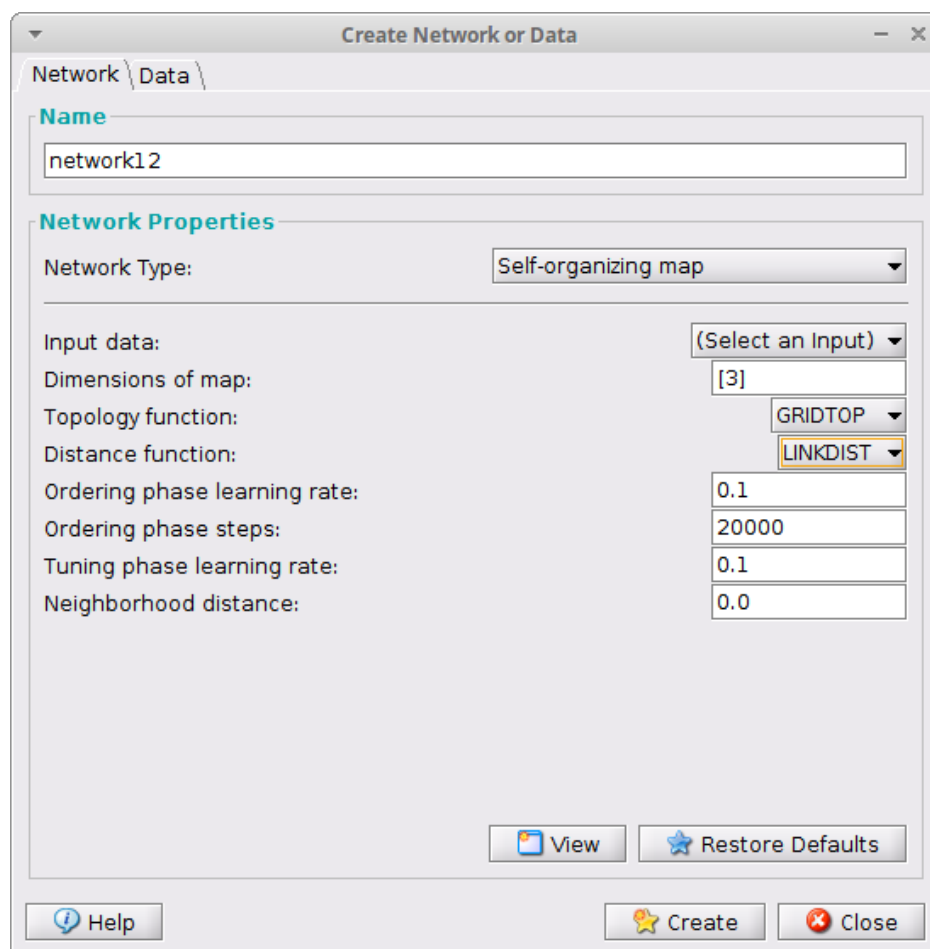 Create Network or Data
Network Data
Name
network12
Network Properties
Network Type: Self-organizing map
Input data: (Select an Input)
Dimensions of map: [3]
Topology function: GRIDTOP
Distance function: LINKDIST
Ordering phase learning rate: 0.1
Ordering phase steps: 20000
Tuning phase learning rate: 0.1
Neighborhood distance: 0.0
View Restore Defaults
Help Create Close